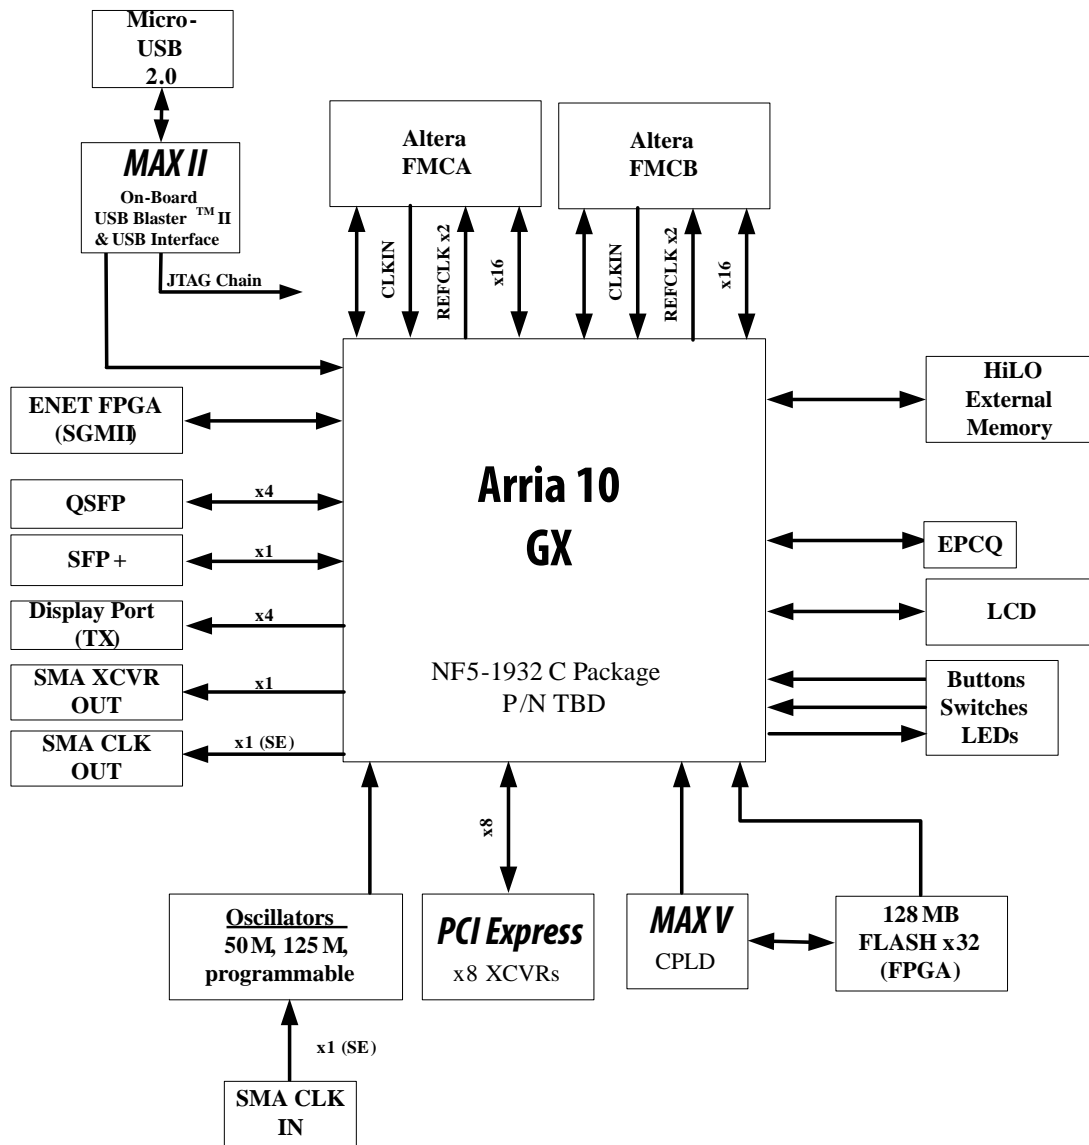 Micro-
USB
2.0
MAX II
On-Board
USB Blaster TM II
& USB Interface
JTAG Chain
Altera
FMCA
Altera
FMCB
CLKIN
REFCLK x2
x16
CLKIN
REFCLK x2
x16
ENET FPGA
(SGMII)
QSFP
x4
SFP +
x1
Display Port
(TX)
x4
SMA XCVR
OUT
x1
SMA CLK
OUT
x1 (SE)
Arria 10
GX
NF5-1932 C Package
P/N TBD
HiLO
External
Memory
EPCQ
LCD
Buttons
Switches
LEDs
x8
Oscillators
50M, 125M,
programmable
PCI Express
x8 XCVRs
MAX V
CPLD
128MB
FLASH x32
(FPGA)
x1 (SE)
SMA CLK
IN